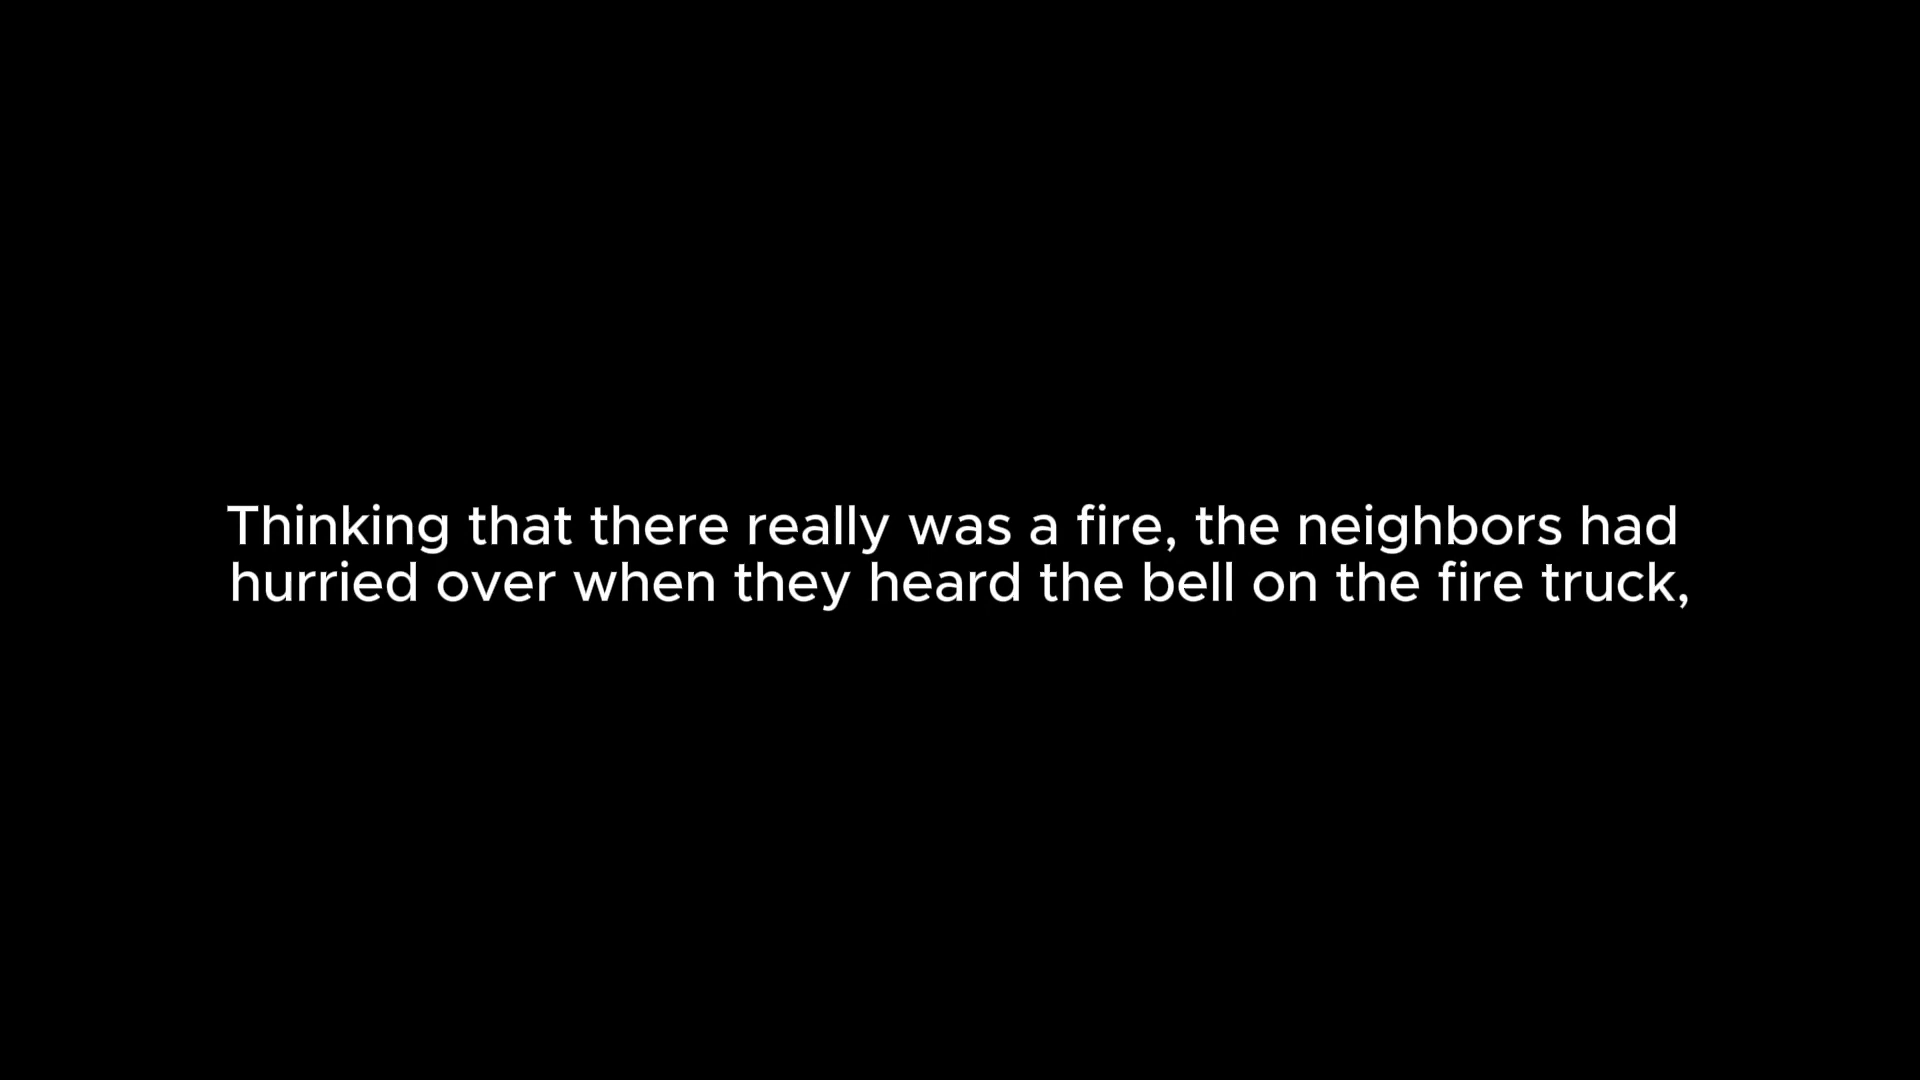 Thinking that there really was a fire, the neighbors had
hurried over when they heard the bell on the fire truck,